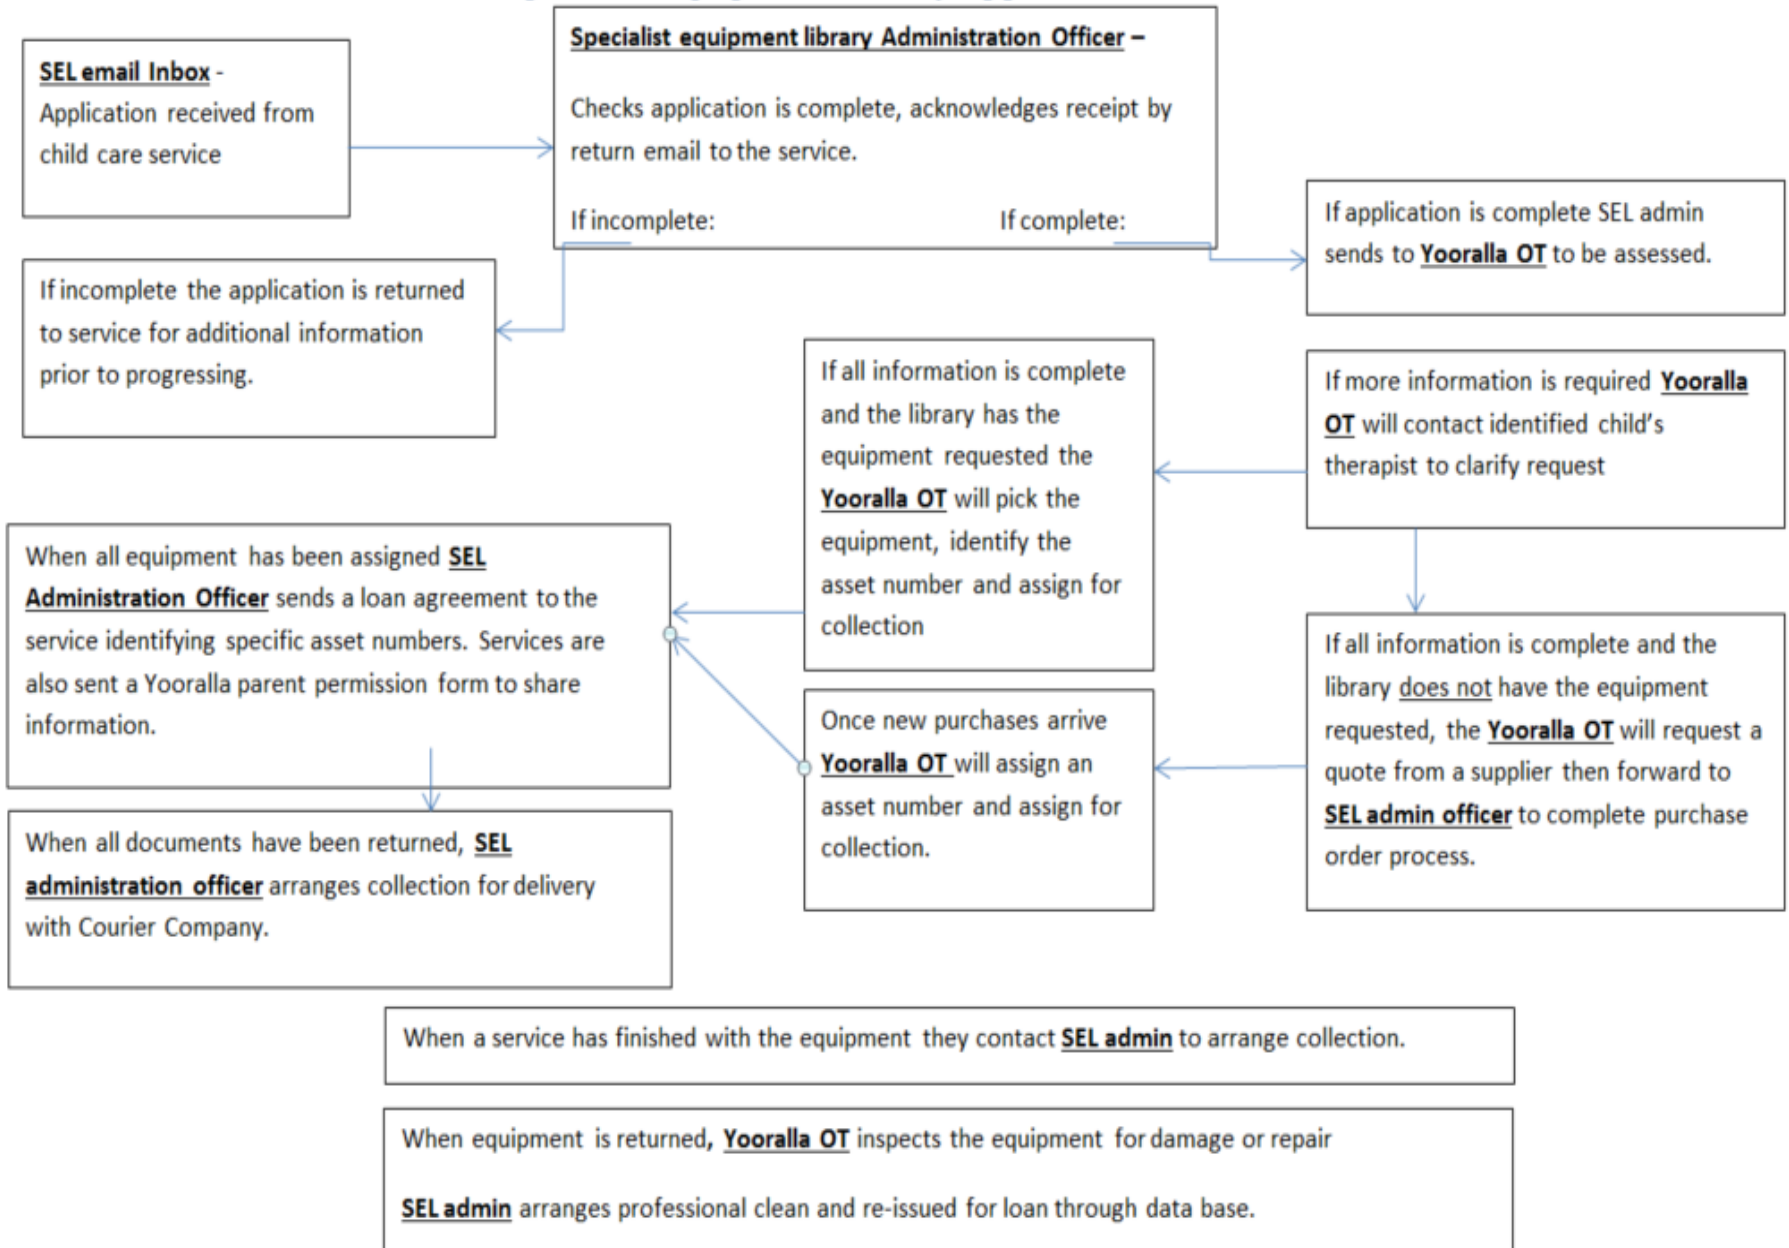 SEL email Inbox -
Application received from
child care service
Specialist equipment library Administration Officer –
Checks application is complete, acknowledges receipt by
return email to the service.
If incomplete:
If complete:
If application is complete SEL admin
sends to Yooralla OT to be assessed.
If incomplete the application is returned
to service for additional information
prior to progressing.
If all information is complete
and the library has the
equipment requested the
Yooralla OT will pick the
equipment, identify the
asset number and assign for
collection
If more information is required Yooralla
OT will contact identified child's
therapist to clarify request
When all equipment has been assigned SEL
Administration Officer sends a loan agreement to the
service identifying specific asset numbers. Services are
also sent a Yooralla parent permission form to share
information.
If all information is complete and the
library does not have the equipment
requested, the Yooralla OT will request a
quote from a supplier then forward to
SEL admin officer to complete purchase
order process.
Once new purchases arrive
Yooralla OT will assign an
asset number and assign for
collection.
When all documents have been returned, SEL
administration officer arranges collection for delivery
with Courier Company.
When a service has finished with the equipment they contact SEL admin to arrange collection.
When equipment is returned, Yooralla OT inspects the equipment for damage or repair
SEL admin arranges professional clean and re-issued for loan through data base.